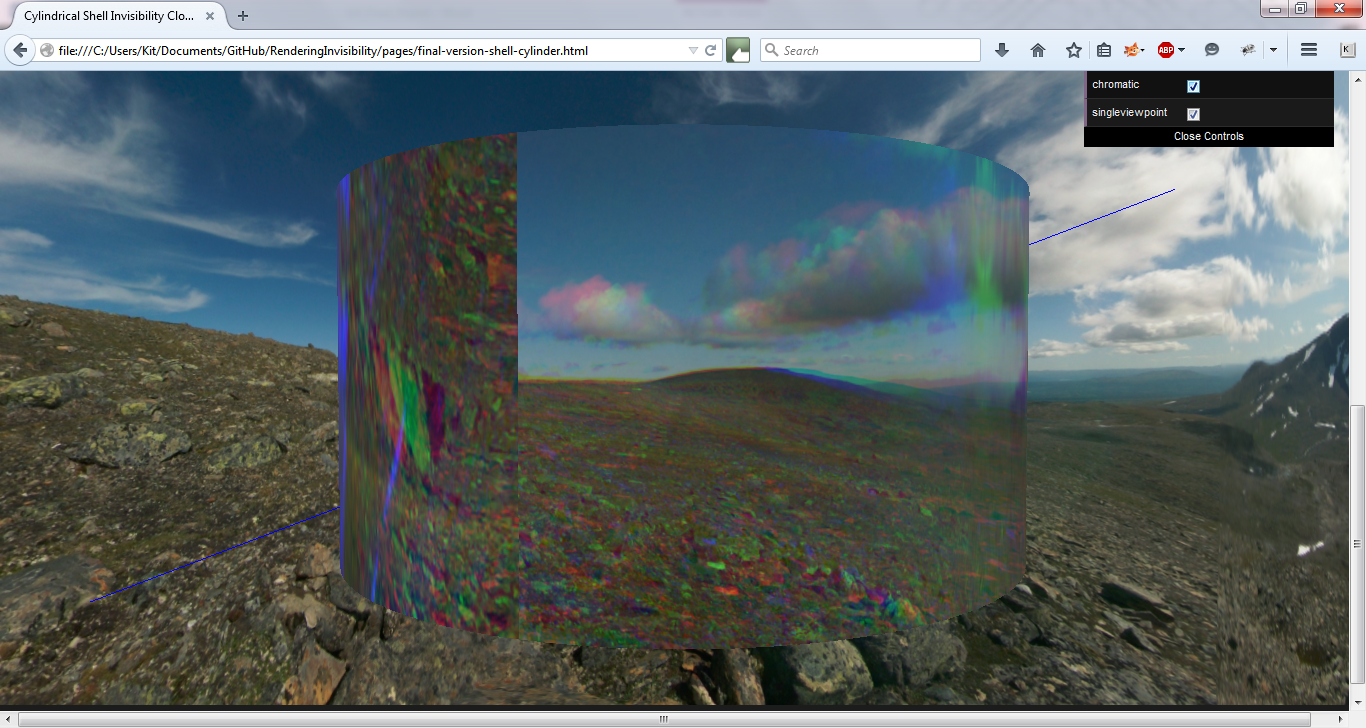 Cylindrical Shell Invisibility Clo...
file:///C:/Users/Kit/Documents/GitHub/RenderingInvisibility/pages/final-version-shell-cylinder.html
Search
ABP
K
chromatic
singleviewpoint
Close Controls